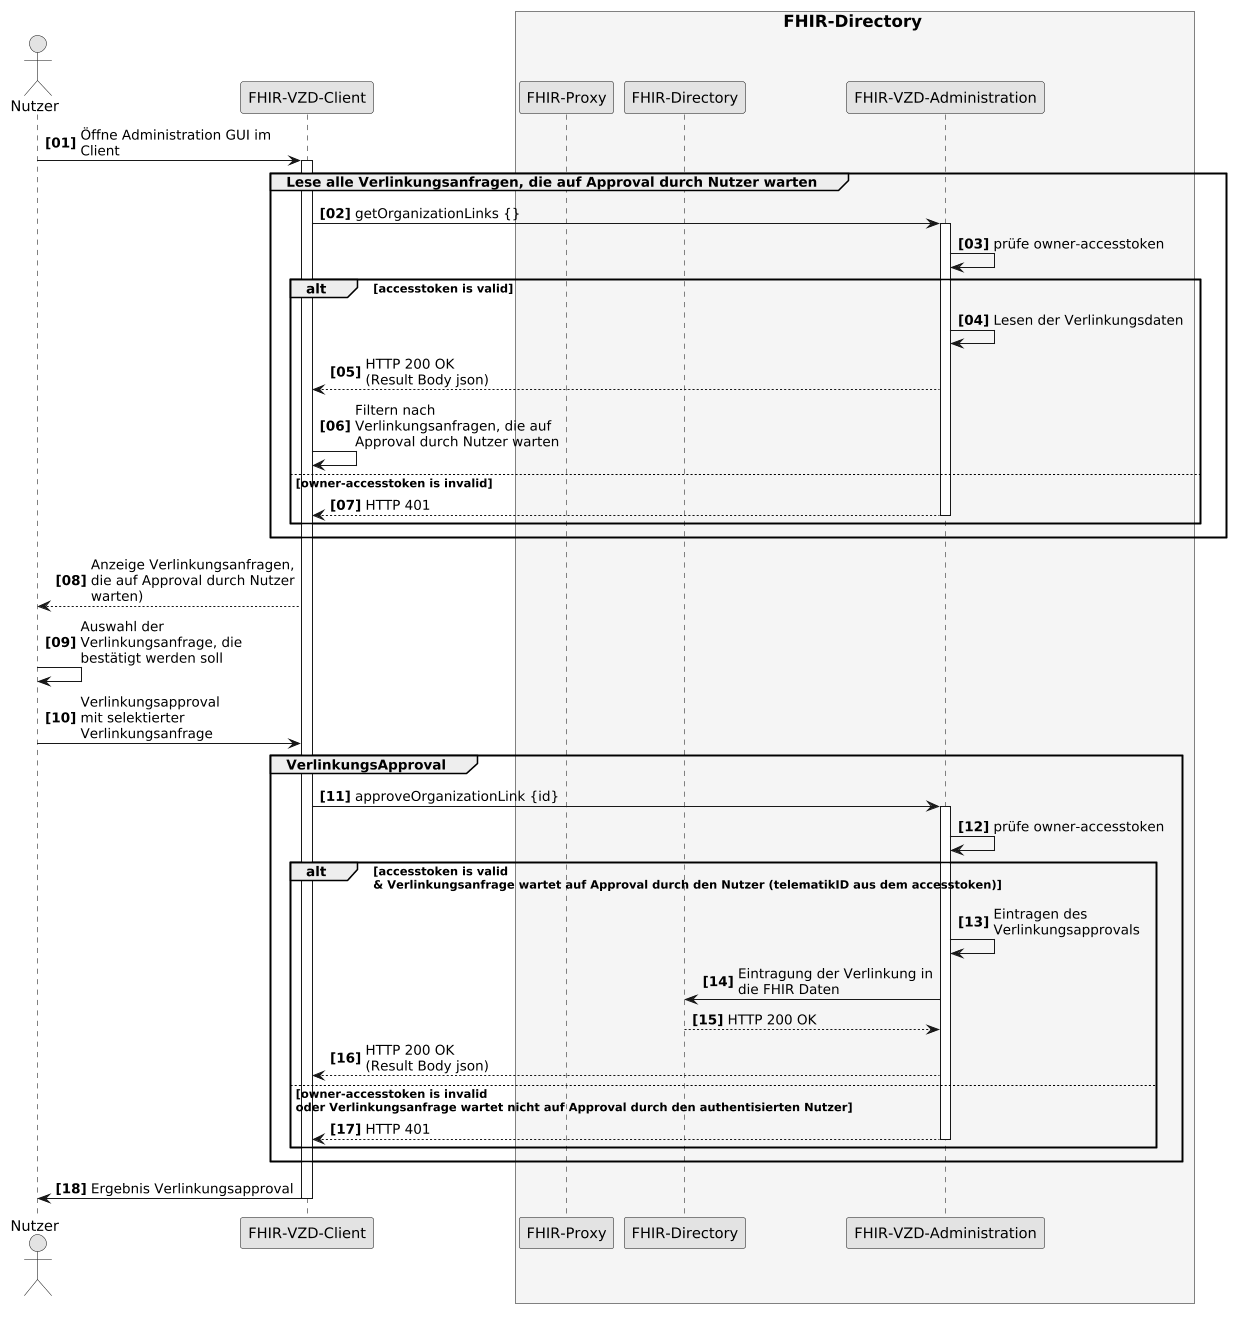 FHIR-Directory
Nutzer
FHIR-VZD-Client
FHIR-Proxy
FHIR-Directory
FHIR-VZD-Administration
[01] Öffne Administration GUI im
Client
Lese alle Verlinkungsanfragen, die auf Approval durch Nutzer warten
[02] getOrganizationLinks {}
[03] prüfe owner-accesstoken
alt [accesstoken is valid]
[04] Lesen der Verlinkungsdaten
[05] HTTP 200 OK
(Result Body json)
[06] Filtern nach
Verlinkungsanfragen, die auf
Approval durch Nutzer warten
[owner-accesstoken is invalid]
[07] HTTP 401
[08] Anzeige Verlinkungsanfragen,
die auf Approval durch Nutzer
warten)
[09] Auswahl der
Verlinkungsanfrage, die
bestätigt werden soll
[10] Verlinkungsapproval
mit selektierter
Verlinkungsanfrage
VerlinkungsApproval
[11] approveOrganizationLink {id}
[12] prüfe owner-accesstoken
alt [accesstoken is valid
& Verlinkungsanfrage wartet auf Approval durch den Nutzer (telematikID aus dem accesstoken)]
[13] Eintragen des
Verlinkungsapprovals
[14] Eintragung der Verlinkung in
die FHIR Daten
[15] HTTP 200 OK
[16] HTTP 200 OK
(Result Body json)
[owner-accesstoken is invalid
oder Verlinkungsanfrage wartet nicht auf Approval durch den authentisierten Nutzer]
[17] HTTP 401
[18] Ergebnis Verlinkungsapproval
Nutzer
FHIR-VZD-Client
FHIR-Proxy
FHIR-Directory
FHIR-VZD-Administration